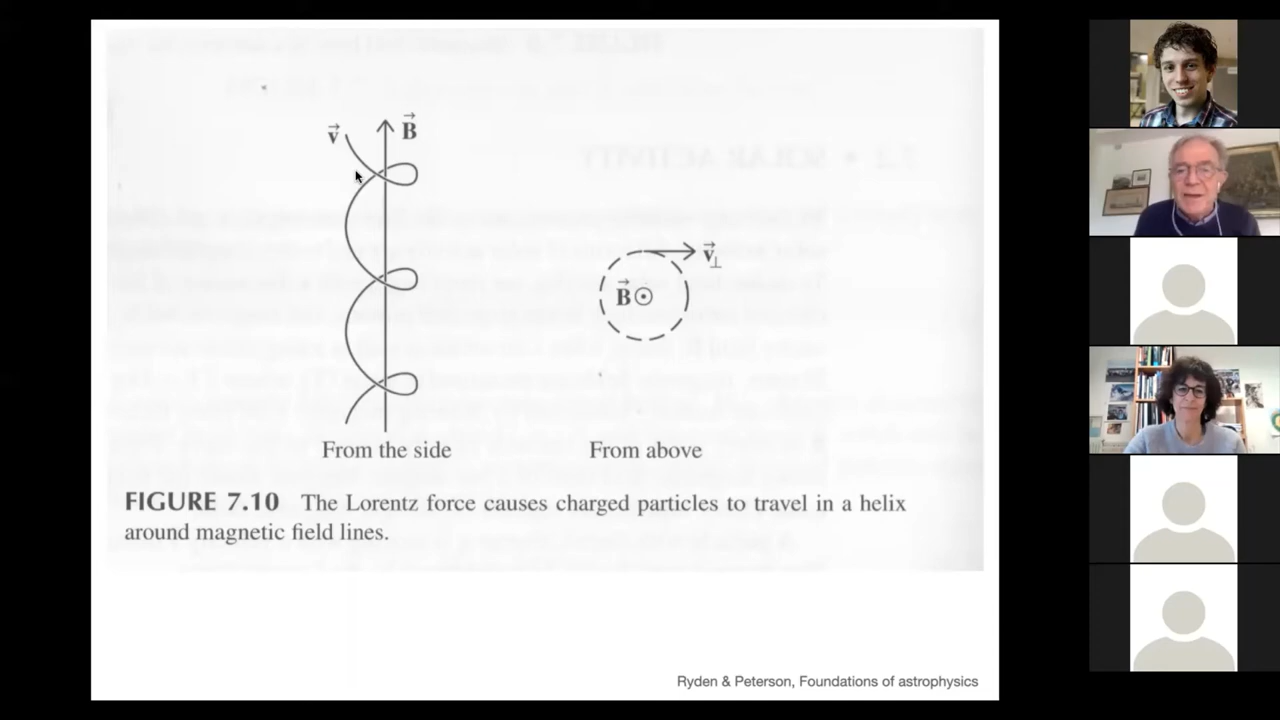 v
B
v⊥
B
From the side
From above
FIGURE 7.10 The Lorentz force causes charged particles to travel in a helix
around magnetic field lines.
Ryden & Peterson, Foundations of astrophysics